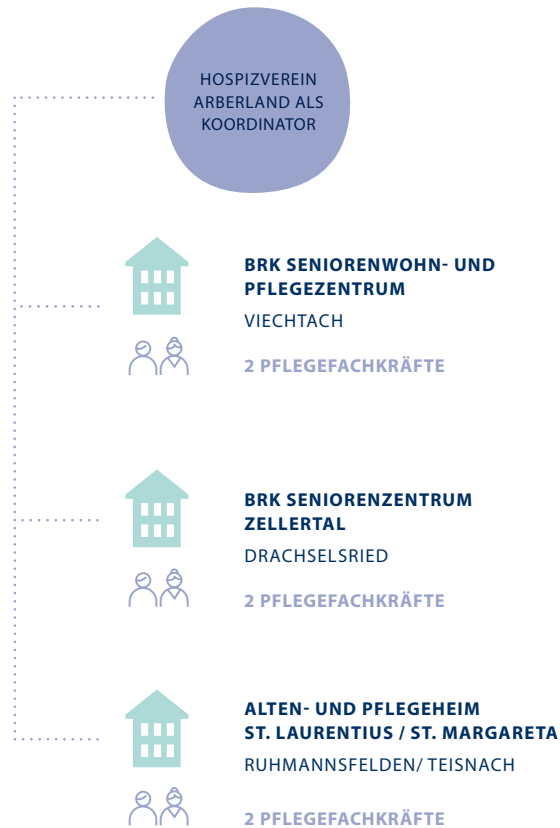 HOSPIZVEREIN
ARBERLAND ALS
KOORDINATOR
BRK SENIORENWOHN- UND
PFLEGEZENTRUM
VIECHTACH
2 PFLEGEFACHKRÄFTE
BRK SENIORENZENTRUM
ZELLERTAL
DRACHSELSRIED
2 PFLEGEFACHKRÄFTE
ALTEN- UND PFLEGEHEIM
ST. LAURENTIUS / ST. MARGARETA
RUHMANNSFELDEN/ TEISNACH
2 PFLEGEFACHKRÄFTE